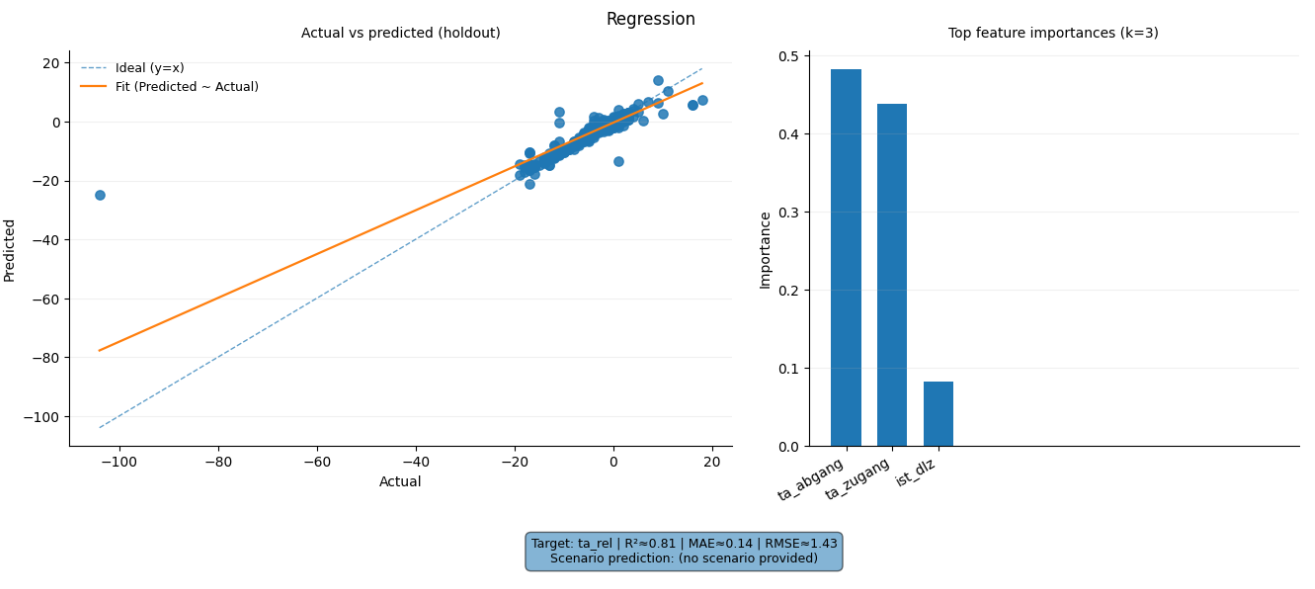 Regression
Actual vs predicted (holdout)
Ideal (y=x)
Fit (Predicted ~ Actual)
20
0
−20
−40
−60
−80
−100
Predicted
−100
−80
−60
−40
−20
0
20
Actual
Top feature importances (k=3)
0.5
0.4
0.3
0.2
0.1
0.0
Importance
ta_abgang
ta_zugang
ist_dlz
Target: ta_rel | R²≈0.81 | MAE≈0.14 | RMSE≈1.43
Scenario prediction: (no scenario provided)